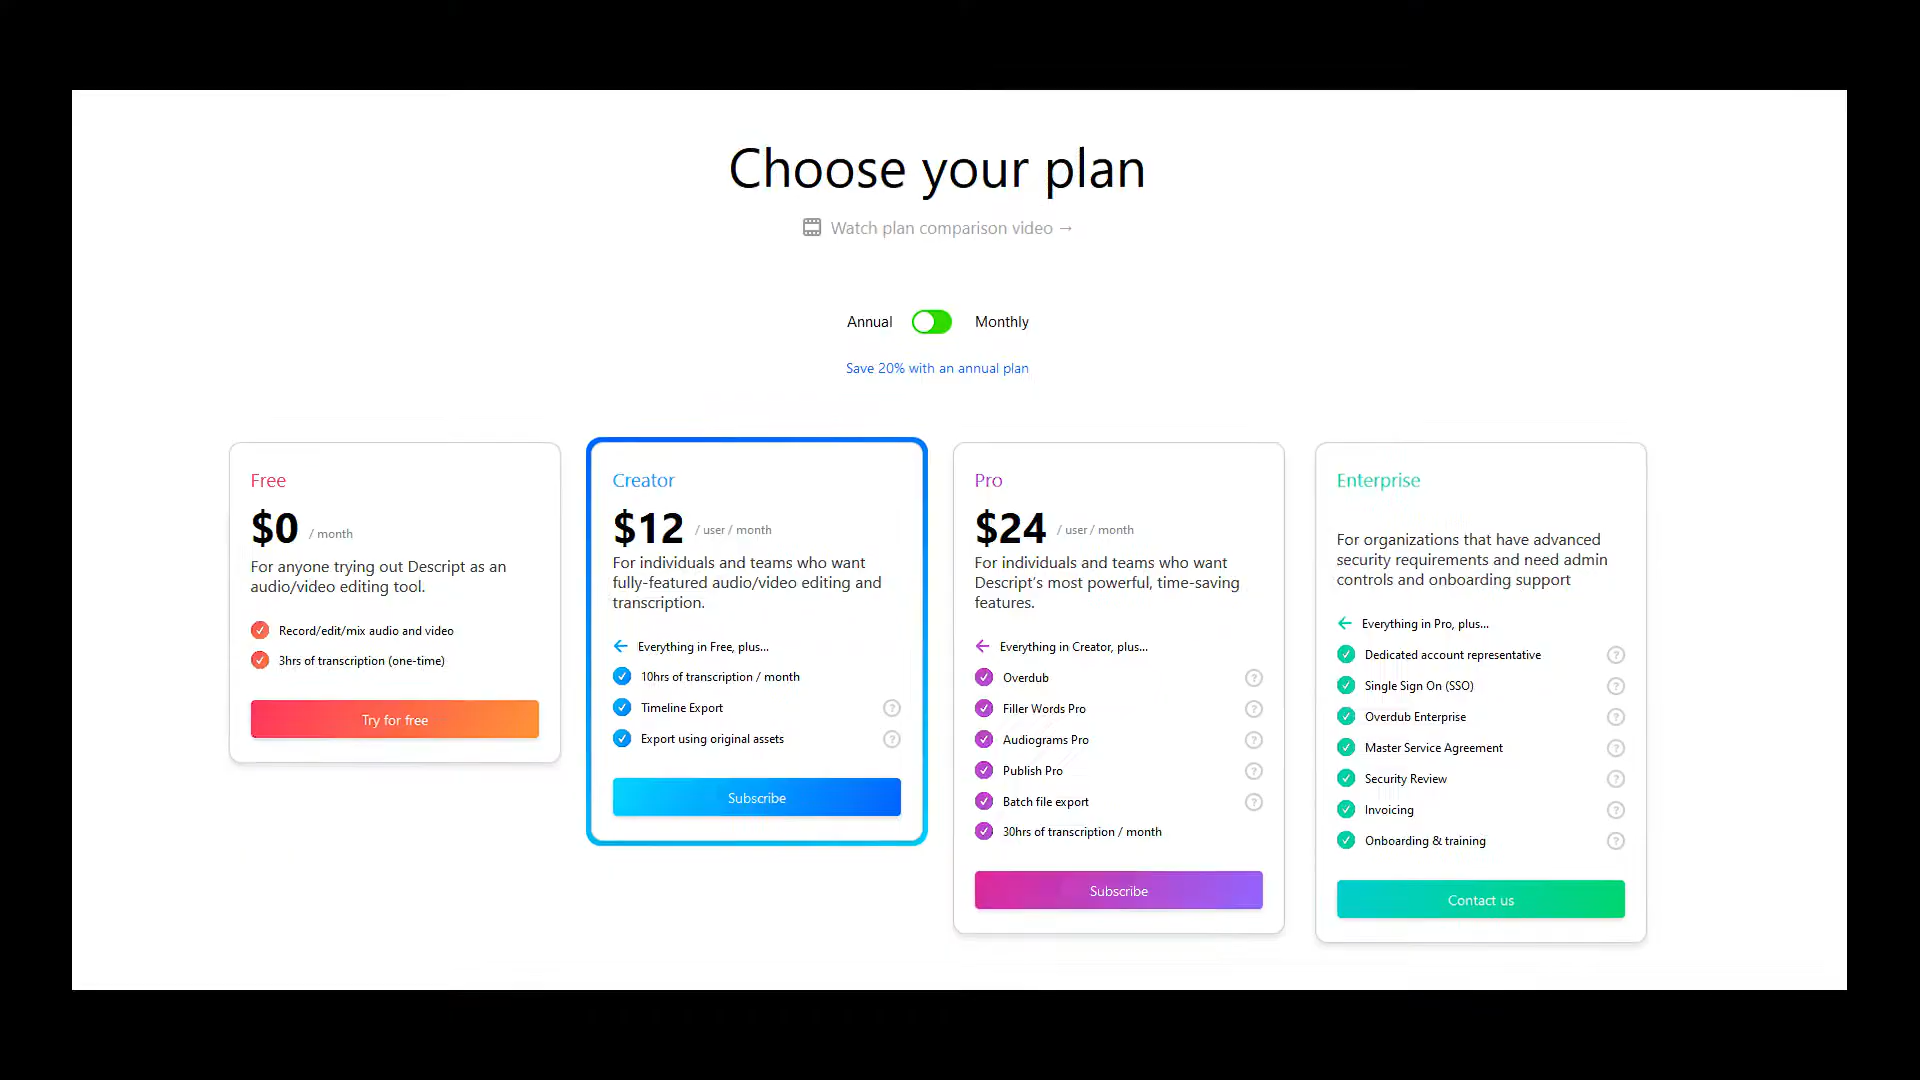 Choose your plan
Watch plan comparison video →
Annual Monthly
Save 20% with an annual plan
Free
$0 / month
For anyone trying out Descript as an
audio/video editing tool.
Record/edit/mix audio and video
3hrs of transcription (one-time)
Try for free
Creator
$12 / user / month
For individuals and teams who want
fully-featured audio/video editing and
transcription.
Everything in Free, plus...
10hrs of transcription / month
Timeline Export ?
Export using original assets ?
Subscribe
Pro
$24 / user / month
For individuals and teams who want
Descript's most powerful, time-saving
features.
Everything in Creator, plus...
Overdub ?
Filler Words Pro ?
Audiograms Pro ?
Publish Pro ?
Batch file export ?
30hrs of transcription / month
Subscribe
Enterprise
For organizations that have advanced
security requirements and need admin
controls and onboarding support
Everything in Pro, plus...
Dedicated account representative ?
Single Sign On (SSO) ?
Overdub Enterprise ?
Master Service Agreement ?
Security Review ?
Invoicing ?
Onboarding & training ?
Contact us